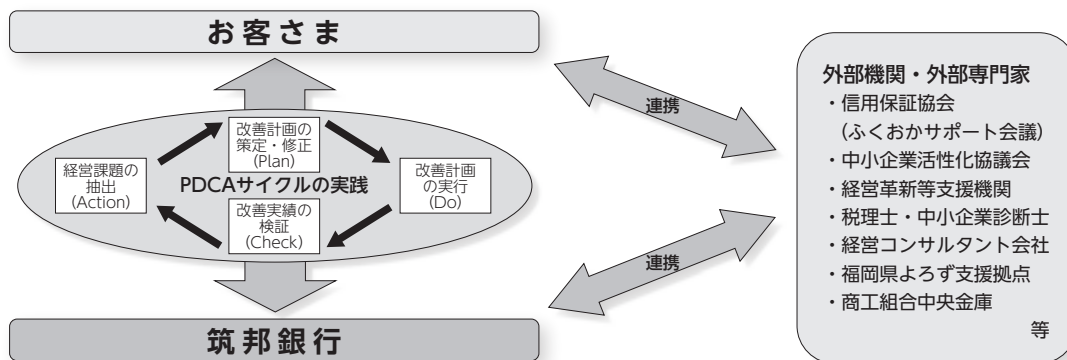 お客さま
改善計画の
策定・修正
(Plan)
経営課題の
抽出
(Action)
PDCAサイクルの実践
改善計画
の実行
(Do)
改善実績の
検証
(Check)
筑邦銀行
連携
連携
外部機関・外部専門家
・信用保証協会
(ふくおかサポート会議)
・中小企業活性化協議会
・経営革新等支援機関
・税理士・中小企業診断士
・経営コンサルタント会社
・福岡県よろず支援拠点
・商工組合中央金庫
等